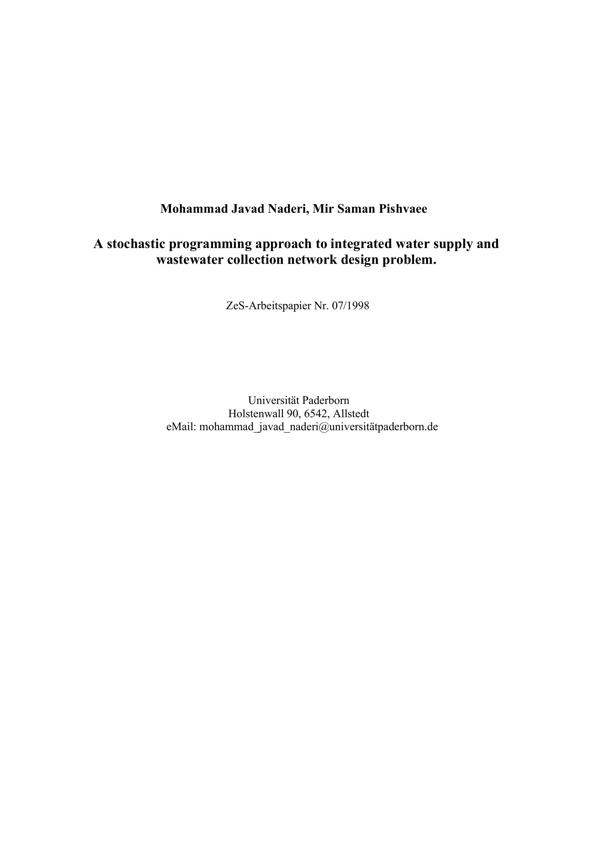 Mohammad Javad Naderi, Mir Saman Pishvaee
A stochastic programming approach to integrated water supply and
wastewater collection network design problem.
ZeS-Arbeitspapier Nr. 07/1998
Universität Paderborn
Holstenwall 90, 6542, Allstedt
eMail: mohammad_javad_naderi@universitätpaderborn.de